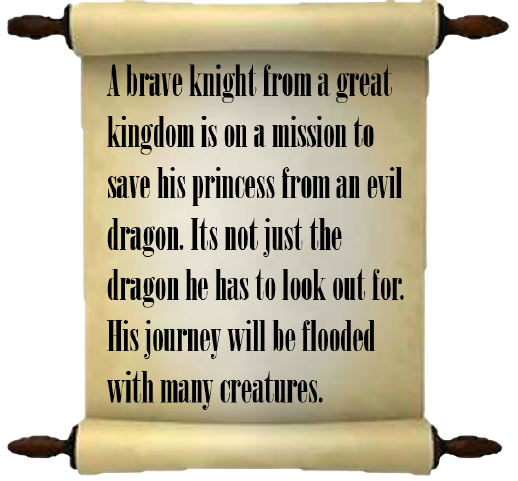 A brave knight from a great
kingdom is on a mission to
save his princess from an evil
dragon. Its not just the
dragon he has to look out for.
His journey will be flooded
with many creatures.